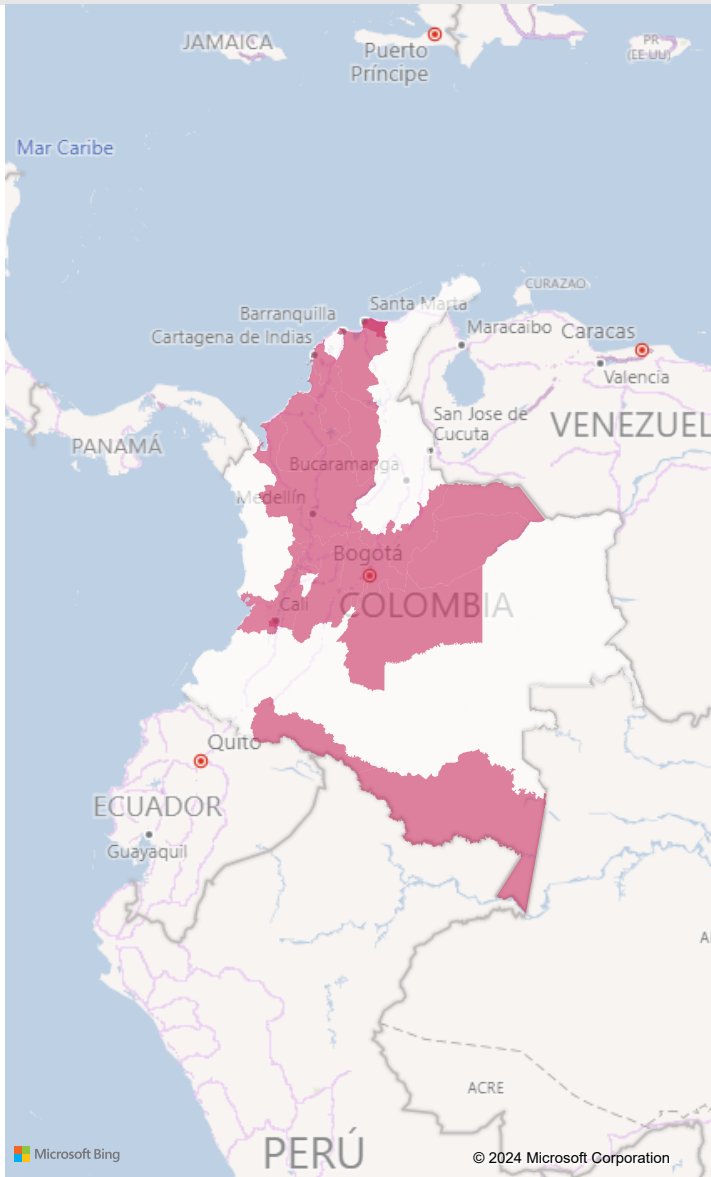 JAMAICA
Puerto
Príncipe
PR
(EE UU)
Mar Caribe
CURAZAO
Santa Marta
Barranquilla
Maracaibo
Caracas
Cartagena de Indias
Valencia
San Jose de
Cucuta
VENEZUEL
PANAMÁ
Bucaramanga
Medellín
Bogotá
Cali
COLOMBIA
Quito
ECUADOR
Guayaquil
A
ACRE
PERÚ
Microsoft Bing
© 2024 Microsoft Corporation